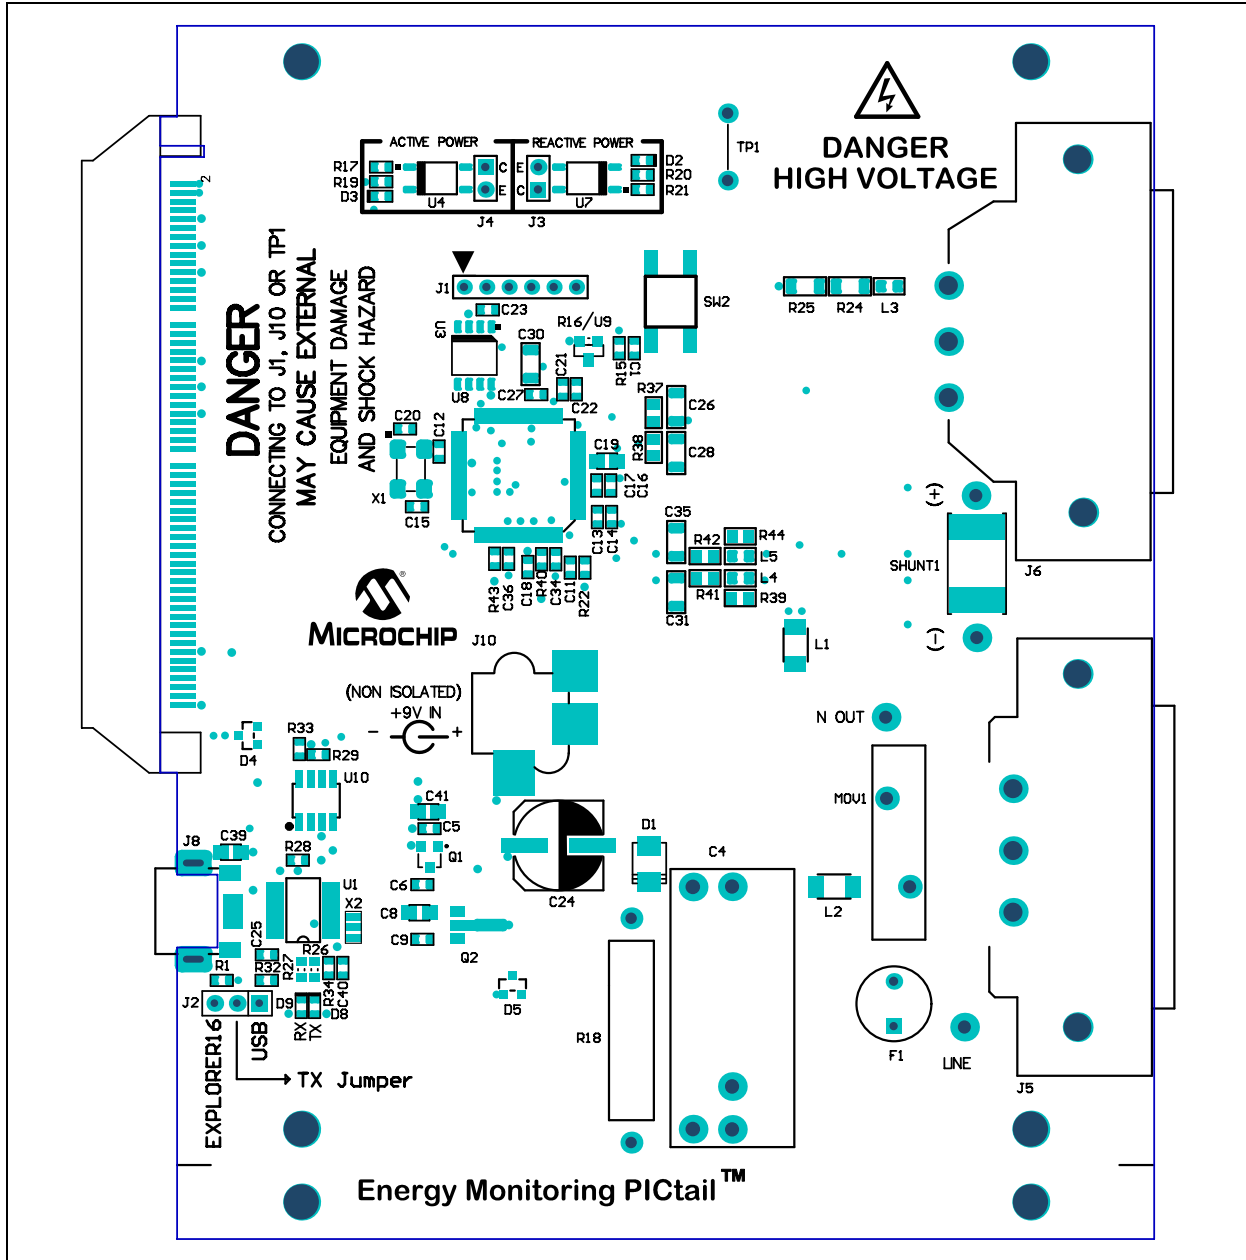 DANGER
HIGH VOLTAGE
ACTIVE POWER
REACTIVE POWER
R17
R19
D3
U4
C
E
J4
E
C
J3
U7
D2
R20
R21
TP1
2
DANGER
CONNECTING TO J1, J10 OR TP1
MAY CAUSE EXTERNAL
EQUIPMENT DAMAGE
AND SHOCK HAZARD
J1
C23
U3
U8
C30
R16/U9
SW2
R25
R24
L3
C21
C22
C27
R15
C1
R37
C26
R38
C28
C20
C12
X1
C15
C19
C17
C16
C13
C14
C35
R42
R44
L5
L4
R41
R39
C31
R43
C36
C18
R40
C34
C11
R22
(+)
SHUNT1
(-)
J6
L1
®
MICROCHIP
J10
(NON ISOLATED)
+9V IN
-
+
N OUT
MOV1
R33
R29
D4
U10
C41
C5
Q1
J8
C39
R28
U1
X2
C6
C8
C9
Q2
C24
D1
C4
L2
C25
R26
R27
R1
R32
R34
C40
J2
D9
D8
RX
TX
D5
R18
F1
LINE
J5
EXPLORER16
USB
TX Jumper
Energy Monitoring PICtail™